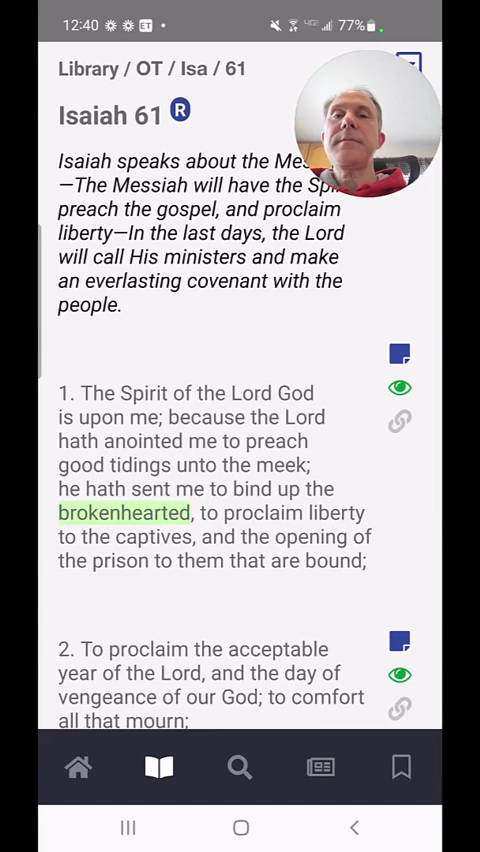 12:40 ET 77%
Library / OT / Isa / 61
Isaiah 61 R
Isaiah speaks about the
—The Messiah will have the
preach the gospel, and proclaim
liberty—In the last days, the Lord
will call His ministers and make
an everlasting covenant with the
people.
1. The Spirit of the Lord God
is upon me; because the Lord
hath anointed me to preach
good tidings unto the meek;
he hath sent me to bind up the
brokenhearted, to proclaim liberty
to the captives, and the opening of
the prison to them that are bound;
2. To proclaim the acceptable
year of the Lord, and the day of
vengeance of our God; to comfort
all that mourn;